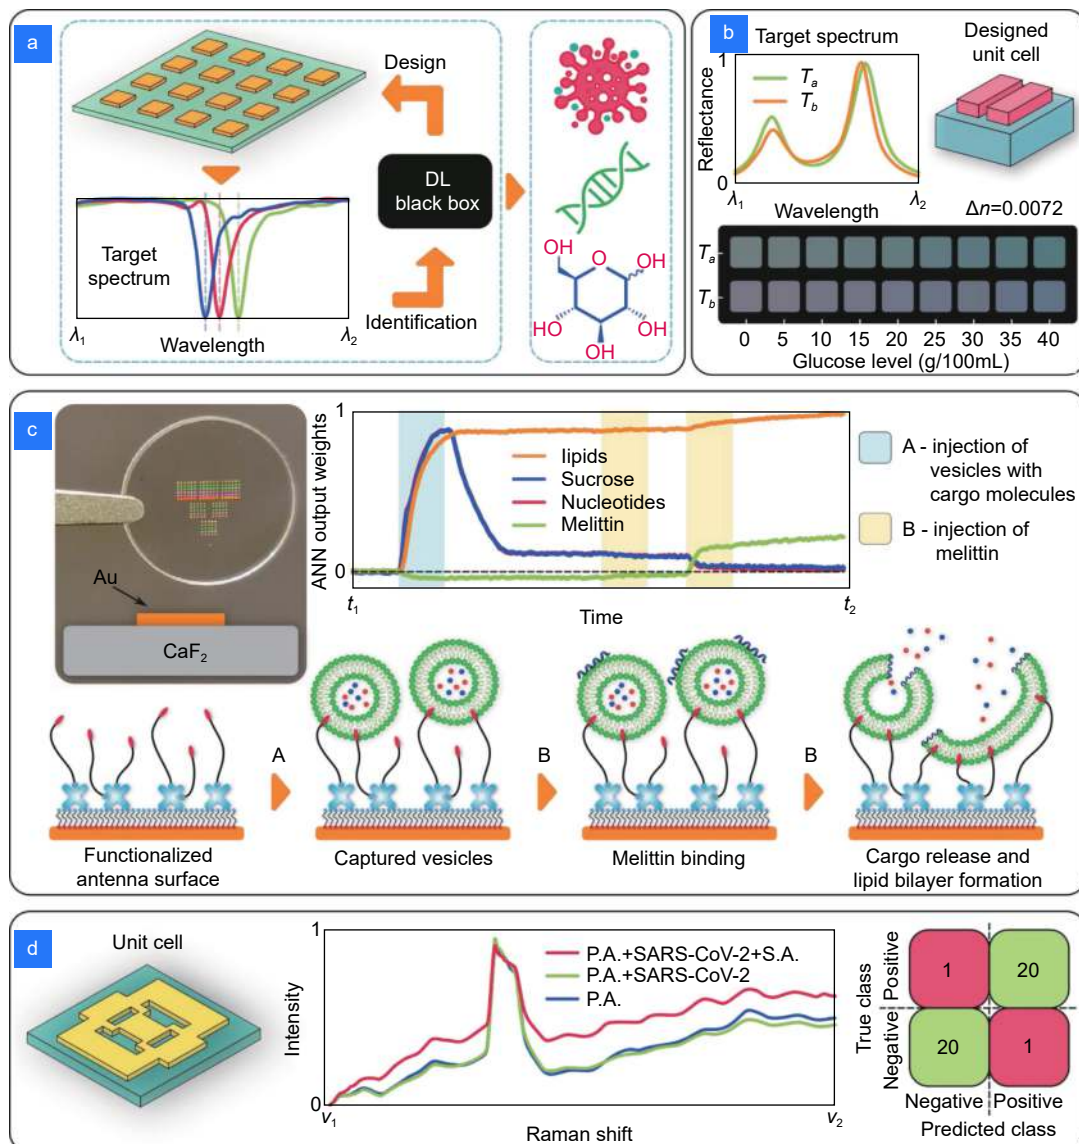 a
Design
DL
black box
Target
spectrum
Identification
λ1
Wavelength
λ2
OH
O
OH
HO
OH
OH
b
Target spectrum
Designed
unit cell
1
Reflectance
Ta
Tb
0
λ1
Wavelength
λ2
Δn=0.0072
Ta
Tb
0 5 10 15 20 25 30 35 40
Glucose level (g/100mL)
c
Au
CaF2
1
ANN output weights
lipids
Sucrose
Nucleotides
Melittin
0
t1
Time
t2
A - injection of
vesicles with
cargo molecules
B - injection of
melittin
A
B
B
Functionalized
antenna surface
Captured vesicles
Melittin binding
Cargo release and
lipid bilayer formation
d
Unit cell
1
Intensity
P.A.+SARS-CoV-2+S.A.
P.A.+SARS-CoV-2
P.A.
0
ν1
Raman shift
ν2
True class
Positive
1 20
Negative
20 1
Negative Positive
Predicted class